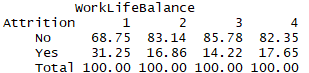 WorkLifeBalance
Attrition 1 2 3 4
No 68.75 83.14 85.78 82.35
Yes 31.25 16.86 14.22 17.65
Total 100.00 100.00 100.00 100.00